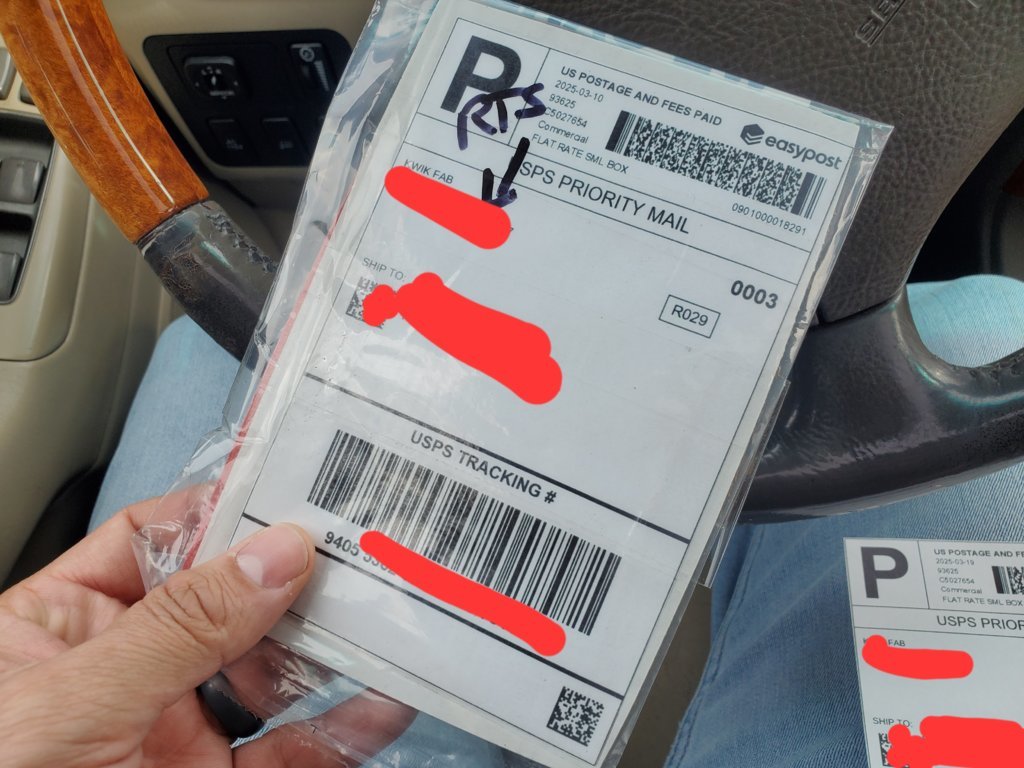 P
RTS
US POSTAGE AND FEES PAID
2025-03-10
93625
C5027654
Commercial
FLAT RATE SML BOX
easypost
0901000018291
USPS PRIORITY MAIL
KWIK FAB
0003
R029
SHIP TO:
USPS TRACKING #
9405
P
US POSTAGE AND FE
2025-03-19
93625
C5027654
Commercial
FLAT RATE SML BOX
USPS PRIOR
FAB
SHIP TO: